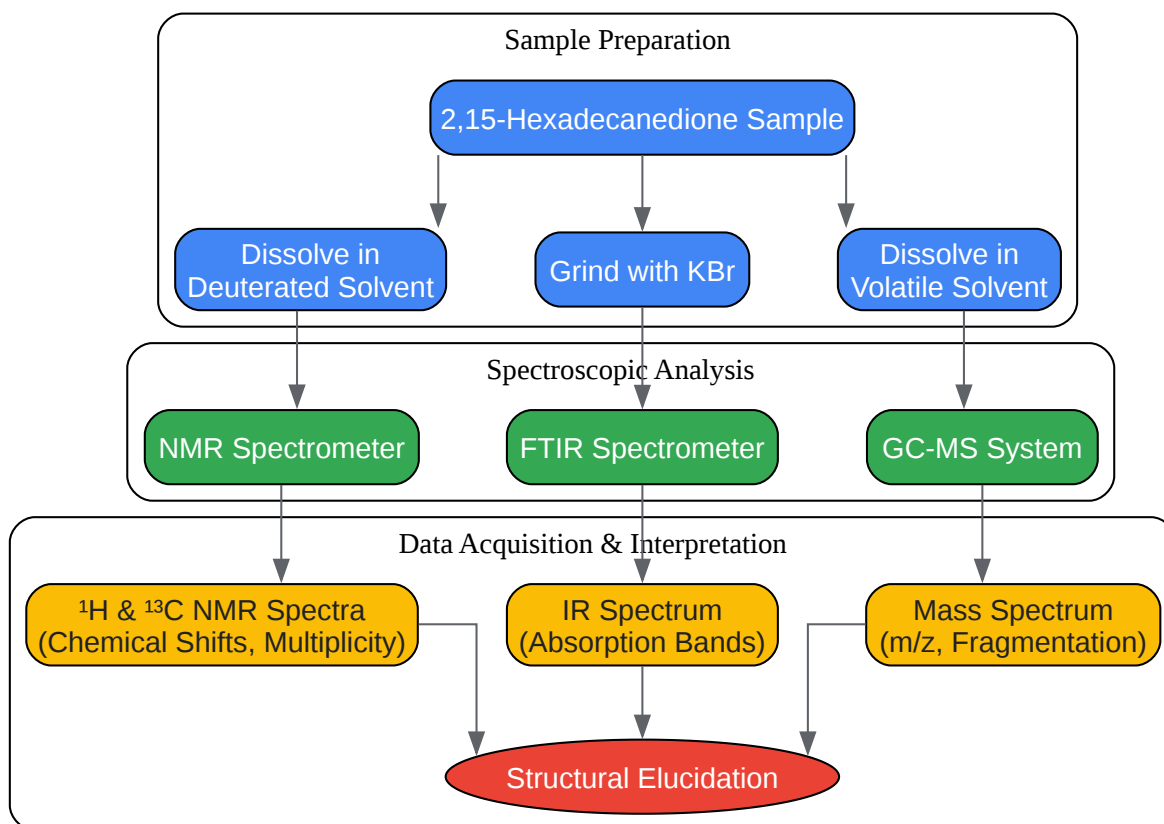 Sample Preparation
2,15-Hexadecanedione Sample
Dissolve in
Deuterated Solvent
Grind with KBr
Dissolve in
Volatile Solvent
Spectroscopic Analysis
NMR Spectrometer
FTIR Spectrometer
GC-MS System
Data Acquisition & Interpretation
¹H & ¹³C NMR Spectra
(Chemical Shifts, Multiplicity)
IR Spectrum
(Absorption Bands)
Mass Spectrum
(m/z, Fragmentation)
Structural Elucidation